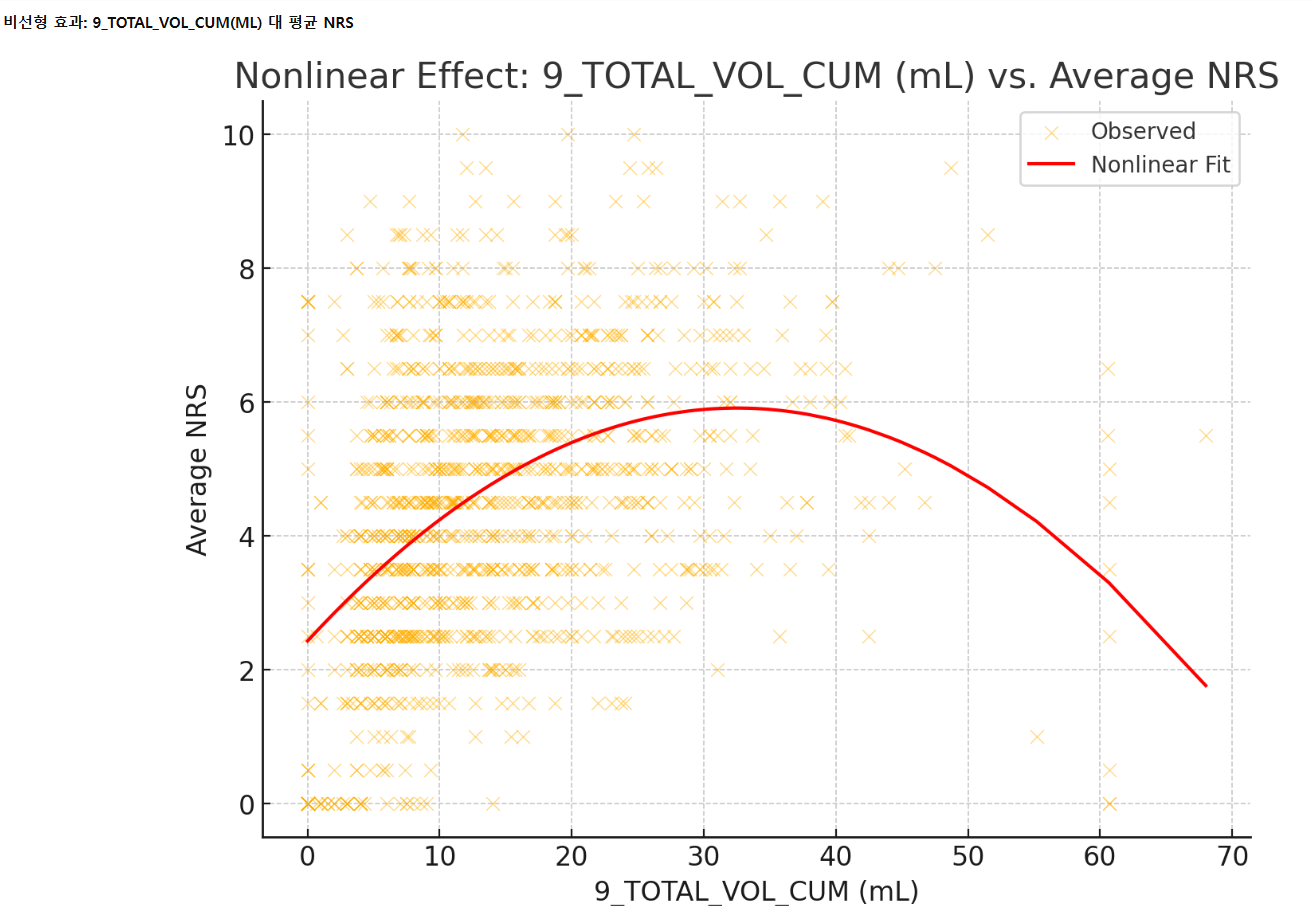 비선형 효과: 9_TOTAL_VOL_CUM(ML) 대 평균 NRS
Nonlinear Effect: 9_TOTAL_VOL_CUM (mL) vs. Average NRS
Observed
Nonlinear Fit
Average NRS
10
8
6
4
2
0
0 10 20 30 40 50 60 70
9_TOTAL_VOL_CUM (mL)